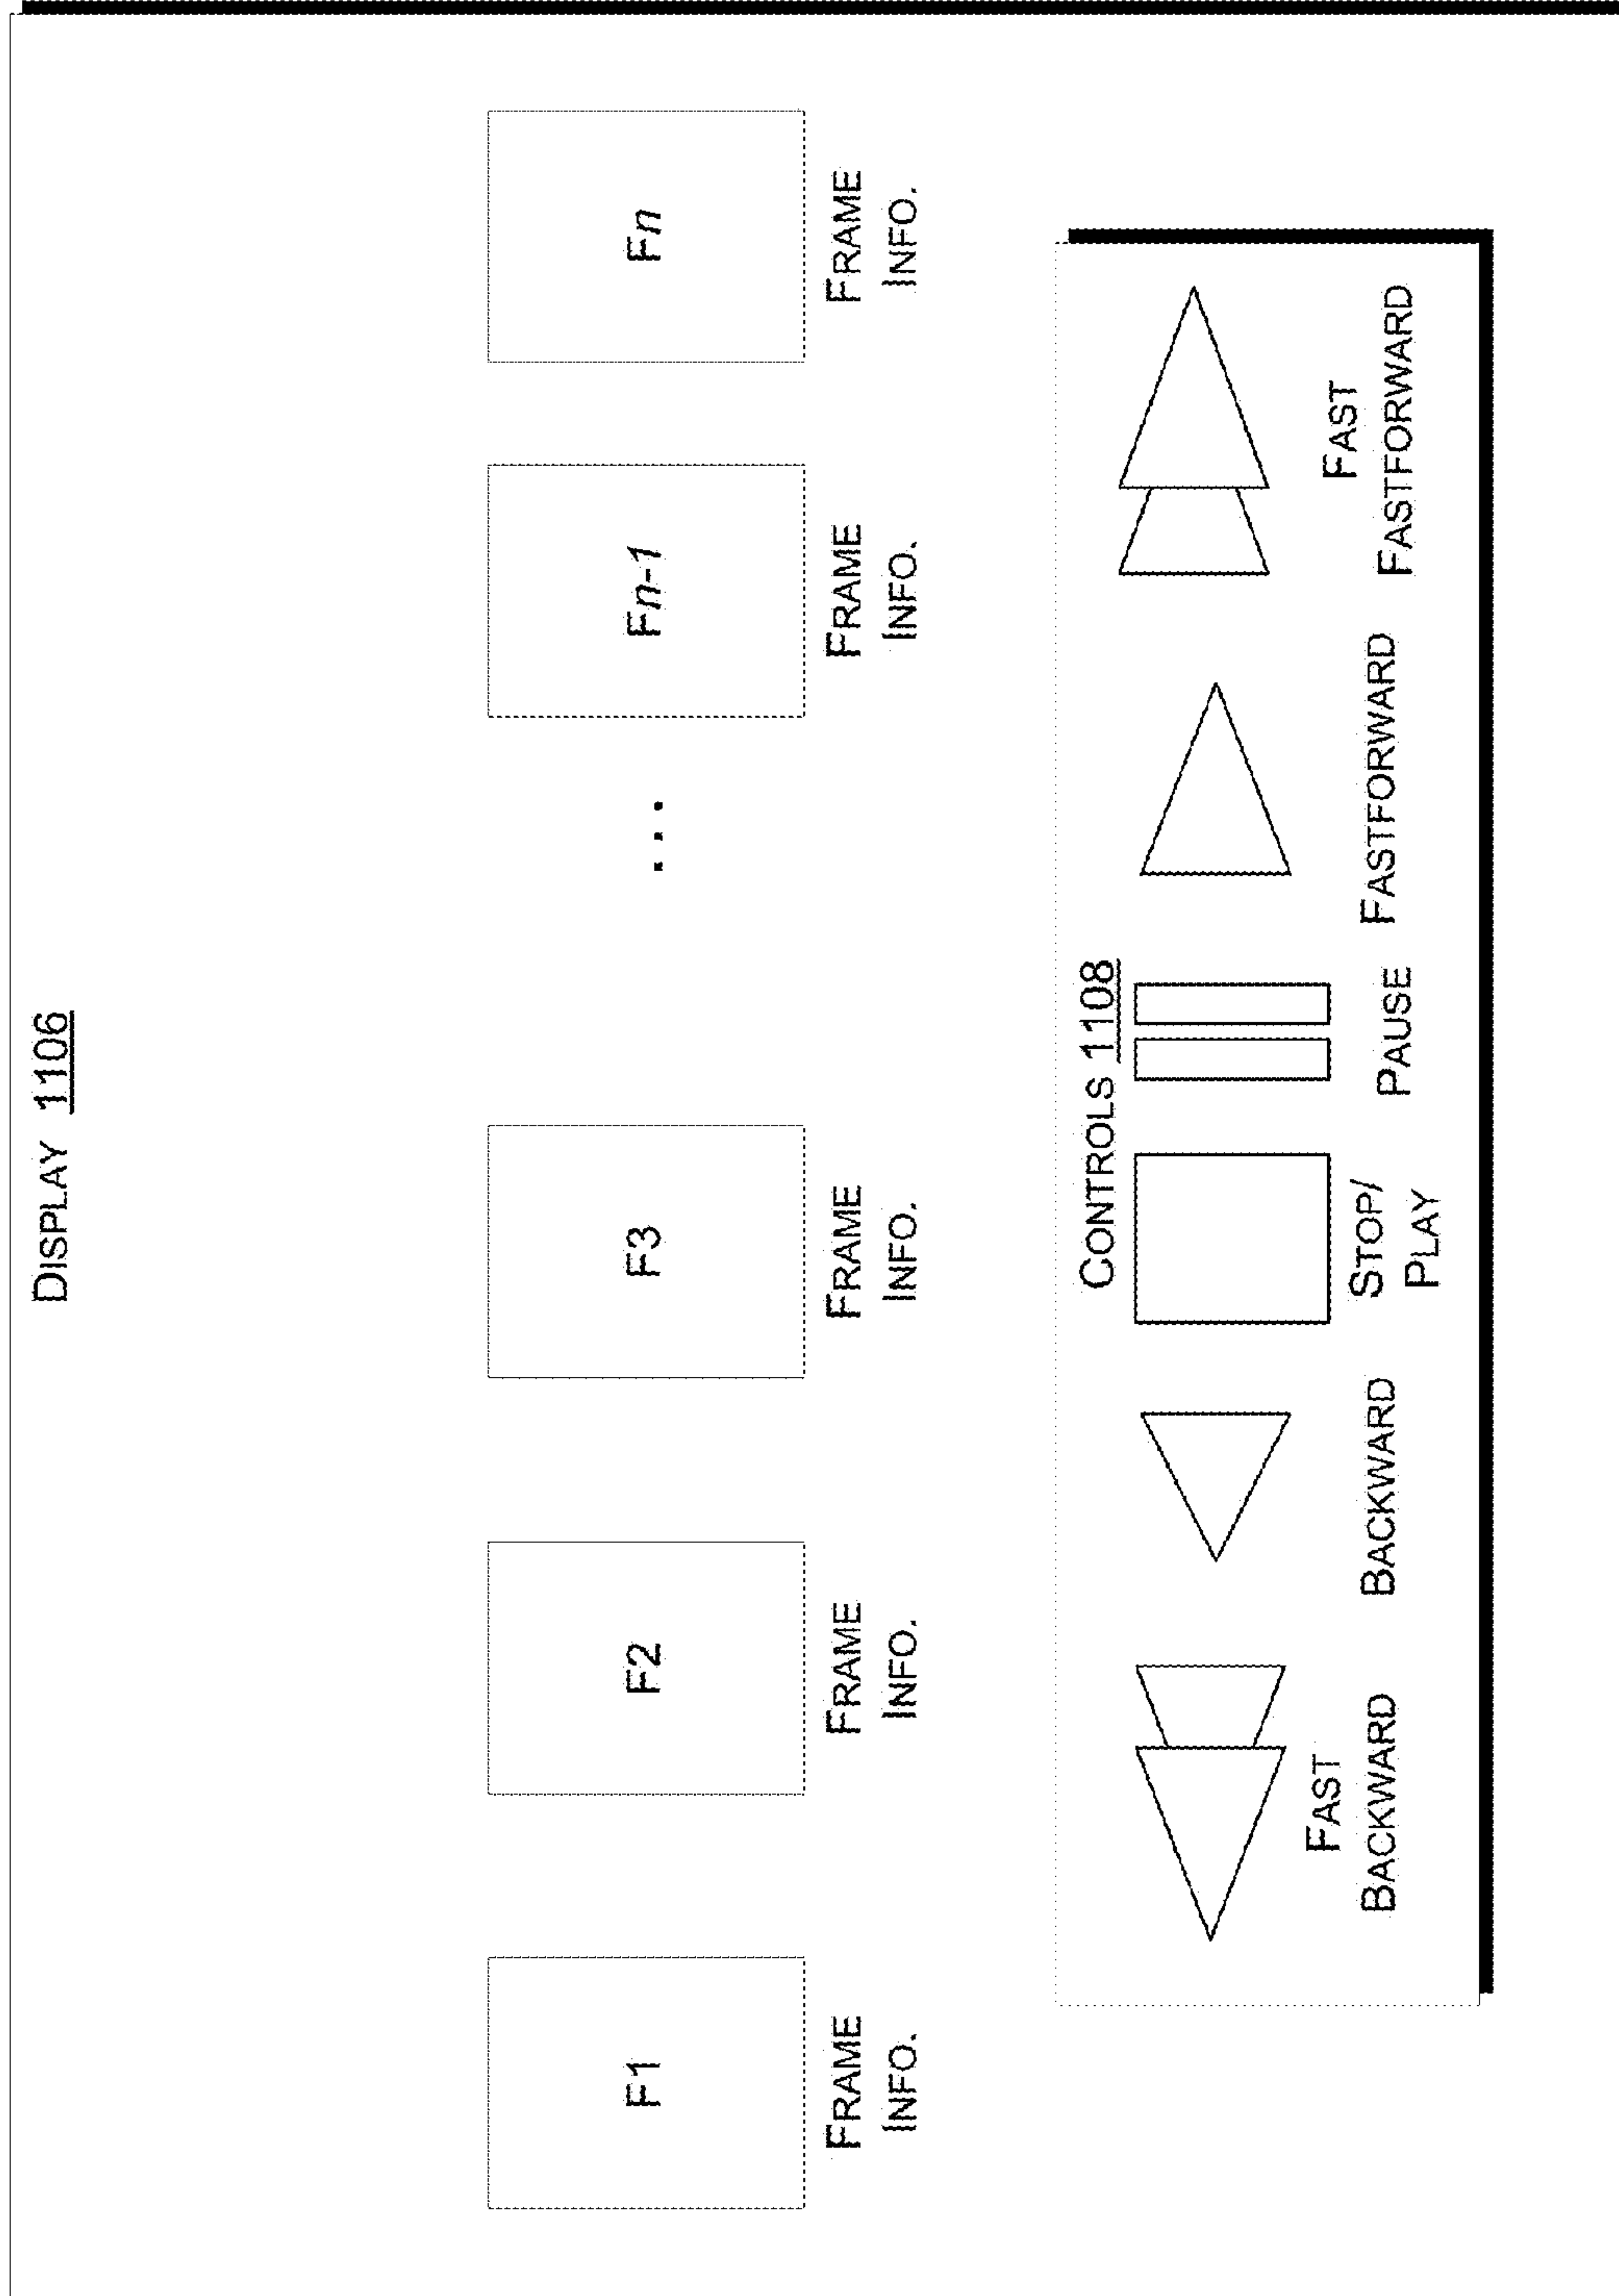 DISPLAY 1106
F1
F2
F3
...
Fn-1
Fn
FRAME
INFO.
FRAME
INFO.
FRAME
INFO.
FRAME
INFO.
FRAME
INFO.
CONTROLS 1108
FAST
BACKWARD
BACKWARD
STOP/
PLAY
PAUSE
FASTFORWARD
FAST
FASTFORWARD